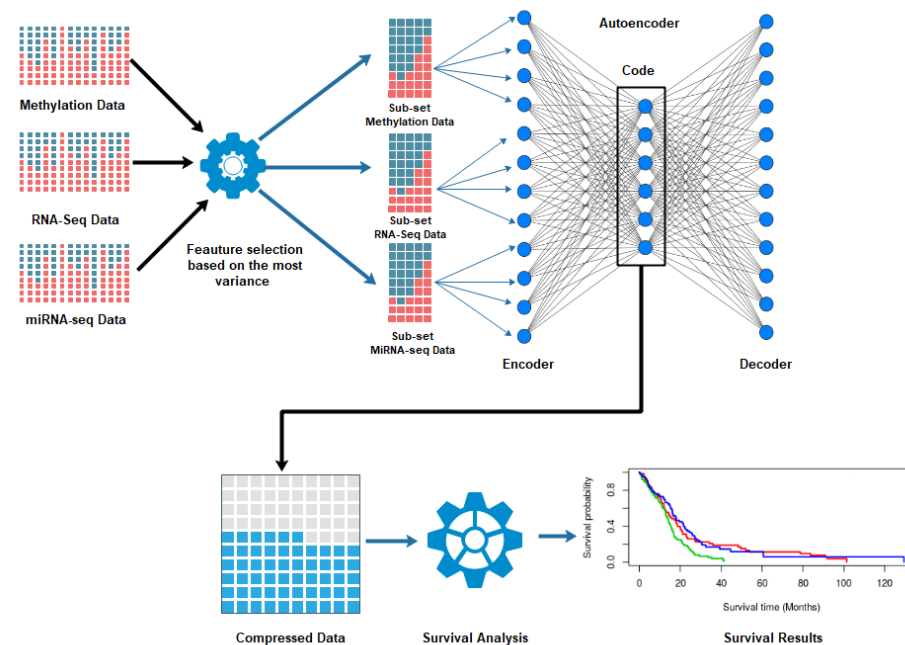 Autoencoder
Code
Methylation Data
Sub-set
Methylation Data
RNA-Seq Data
Sub-set
RNA-Seq Data
Feauture selection
based on the most
variance
miRNA-seq Data
Sub-set
MiRNA-seq Data
Encoder
Decoder
Survival probability
0.8
0.4
0.0
0 20 40 60 80 100 120
Survival time (Months)
Compressed Data
Survival Analysis
Survival Results